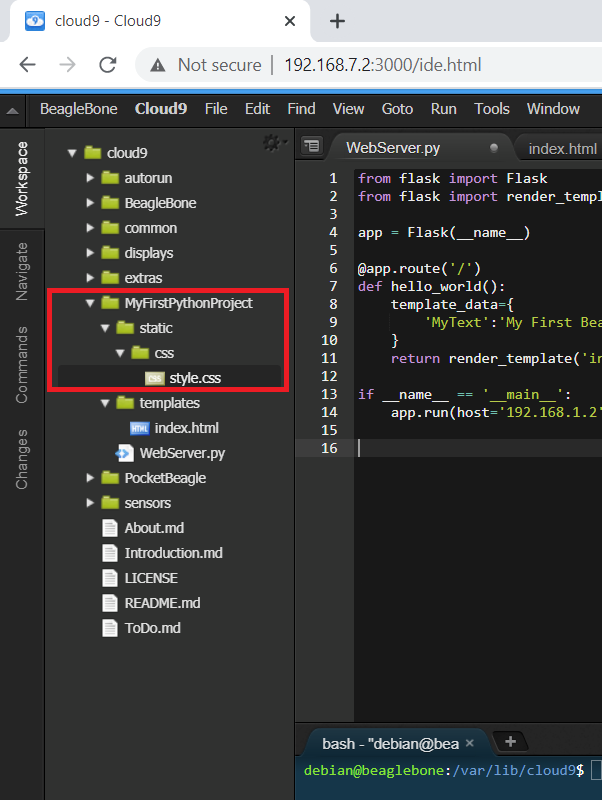 cloud9 - Cloud9
Not secure | 192.168.7.2:3000/ide.html
BeagleBone Cloud9 File Edit Find View Goto Run Tools Window
Workspace
Navigate
Commands
Changes
cloud9
autorun
BeagleBone
common
displays
extras
MyFirstPythonProject
static
css
css
style.css
templates
HTML
index.html
WebServer.py
PocketBeagle
sensors
About.md
Introduction.md
LICENSE
README.md
ToDo.md
WebServer.py
index.html
1 from flask import Flask
2 from flask import render_templ
3
4 app = Flask(__name__)
5
6 @app.route('/')
7 def hello_world():
8 template_data={
9 'MyText':'My First Bea
10 }
11 return render_template('in
12
13 if __name__ == '__main__':
14 app.run(host='192.168.1.2'
15
16
bash - "debian@bea
debian@beaglebone:/var/lib/cloud9$